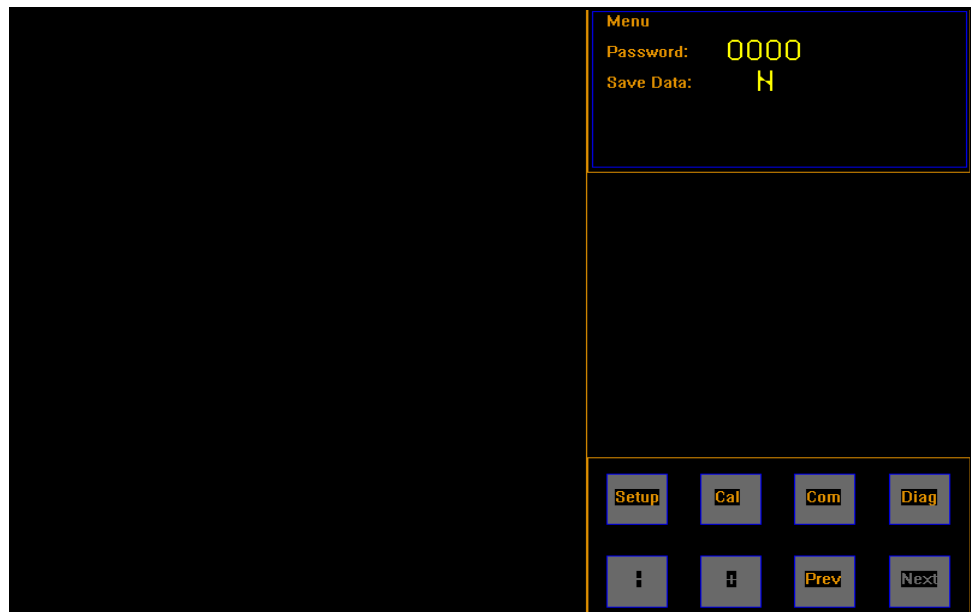 Menu
Password: 0000
Save Data: N
Setup Cal Com Diag
- + Prev Next